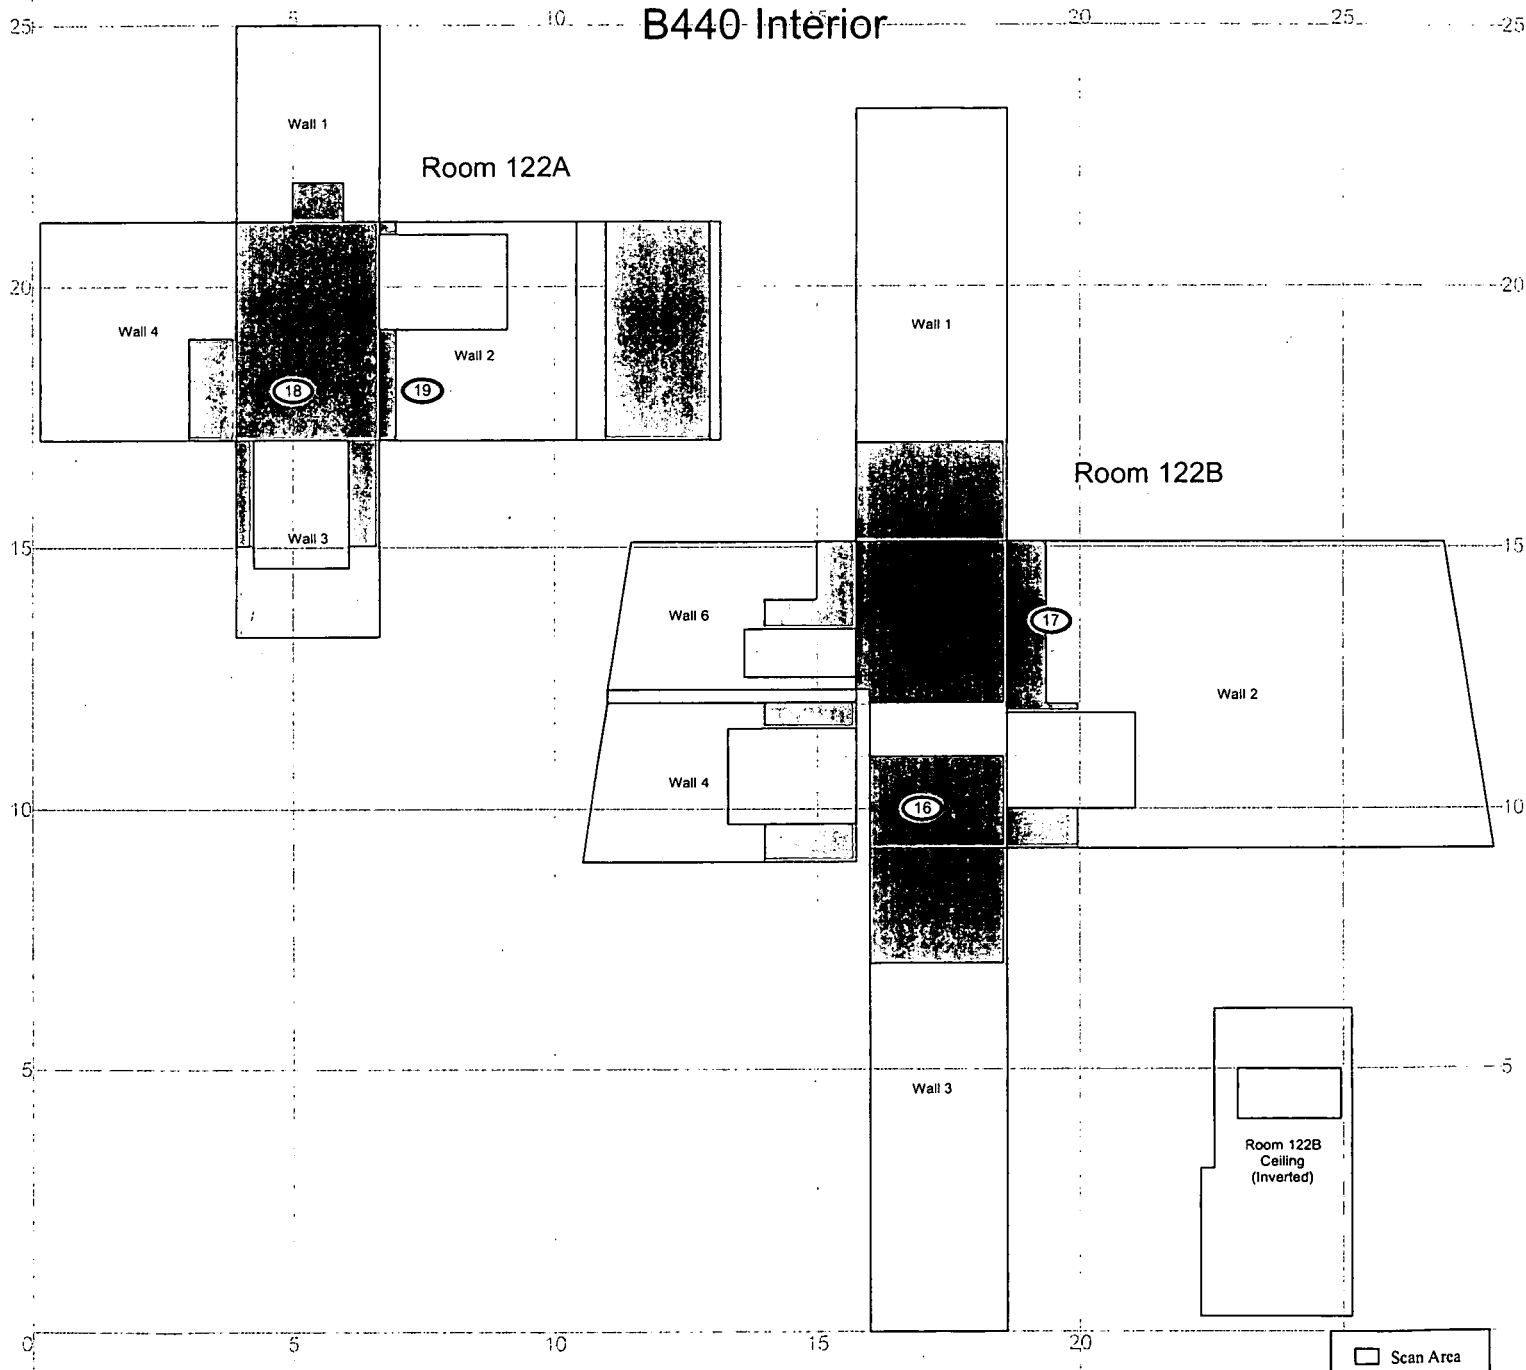 5 10 15 20 25
25 25
B440 Interior
Wall 1
Room 122A
20 20
Wall 4
Wall 1
Wall 2
18 19
Room 122B
15 15
Wall 3
Wall 6
17
Wall 2
Wall 4
10 10
16
5 5
Wall 3
Room 122B
Ceiling
(Inverted)
0 5 10 15 20
Scan Area